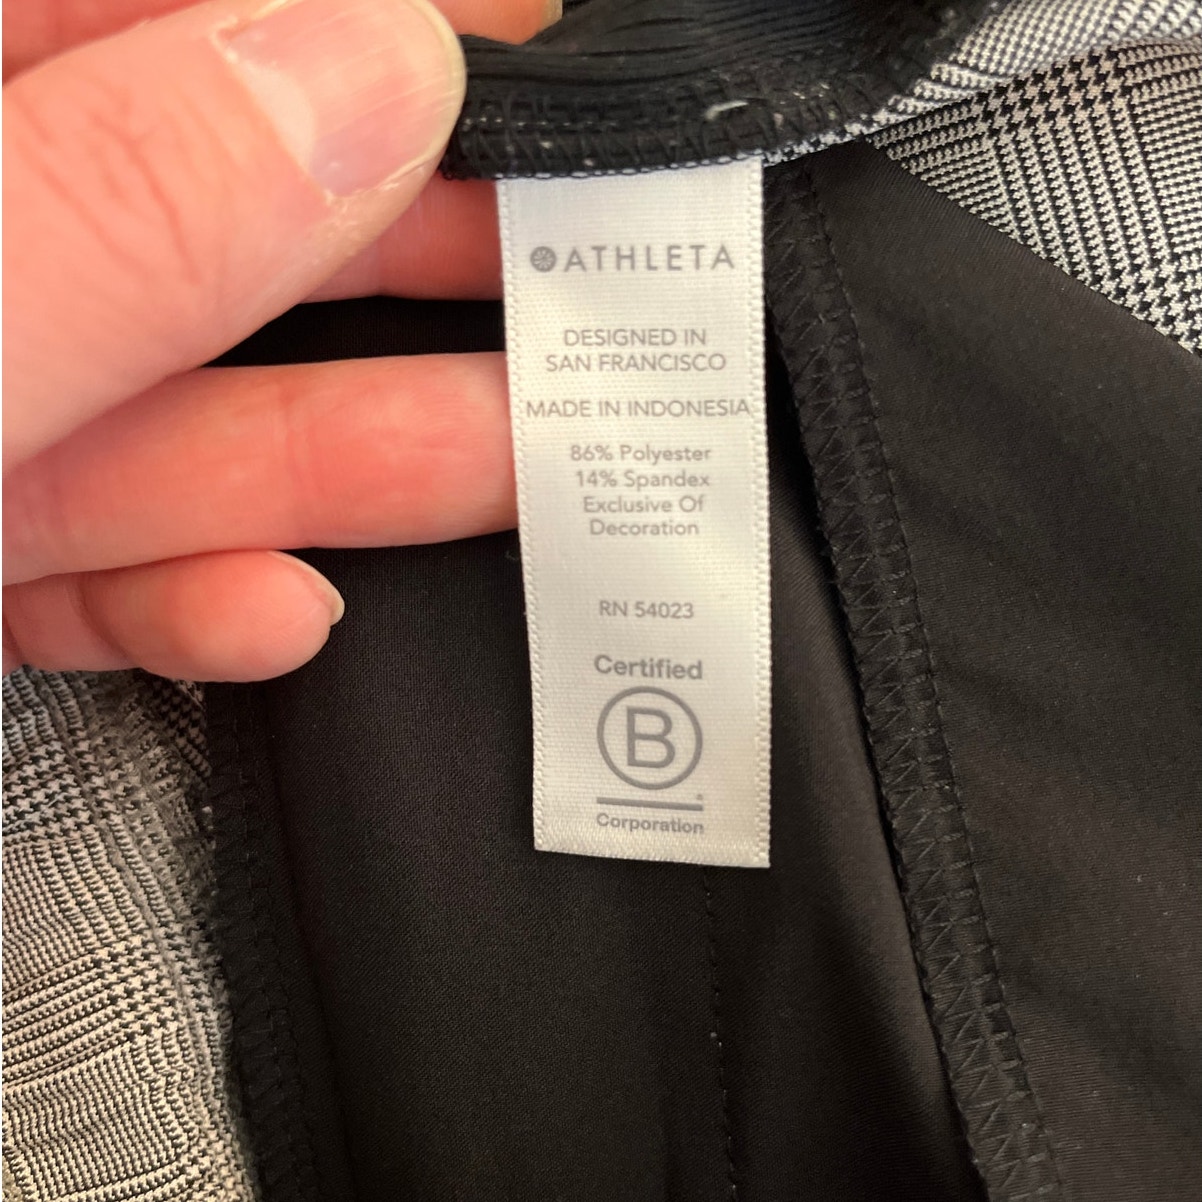 ATHLETA
DESIGNED IN
SAN FRANCISCO
MADE IN INDONESIA
86% Polyester
14% Spandex
Exclusive Of
Decoration
RN 54023
Certified
B
Corporation